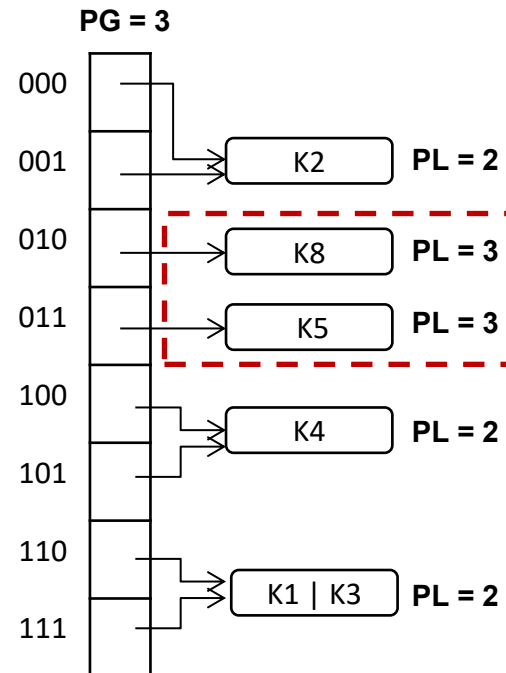 PG = 3
000
001
K2 PL = 2
010
K8 PL = 3
011
K5 PL = 3
100
K4 PL = 2
101
110
K1 | K3 PL = 2
111